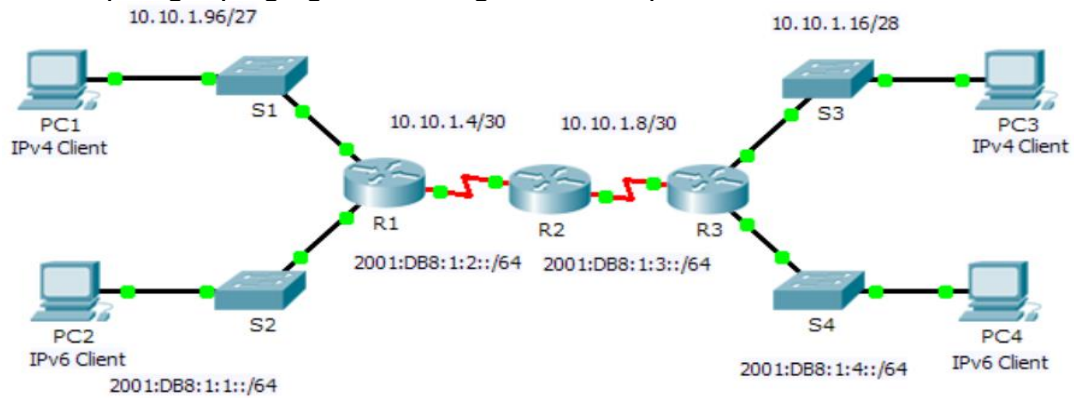 10.10.1.96/27
10.10.1.16/28
S1
S3
PC1
IPv4 Client
PC3
IPv4 Client
10.10.1.4/30
10.10.1.8/30
R1
R2
R3
2001:DB8:1:2::/64
2001:DB8:1:3::/64
PC2
IPv6 Client
S2
S4
PC4
IPv6 Client
2001:DB8:1:1::/64
2001:DB8:1:4::/64